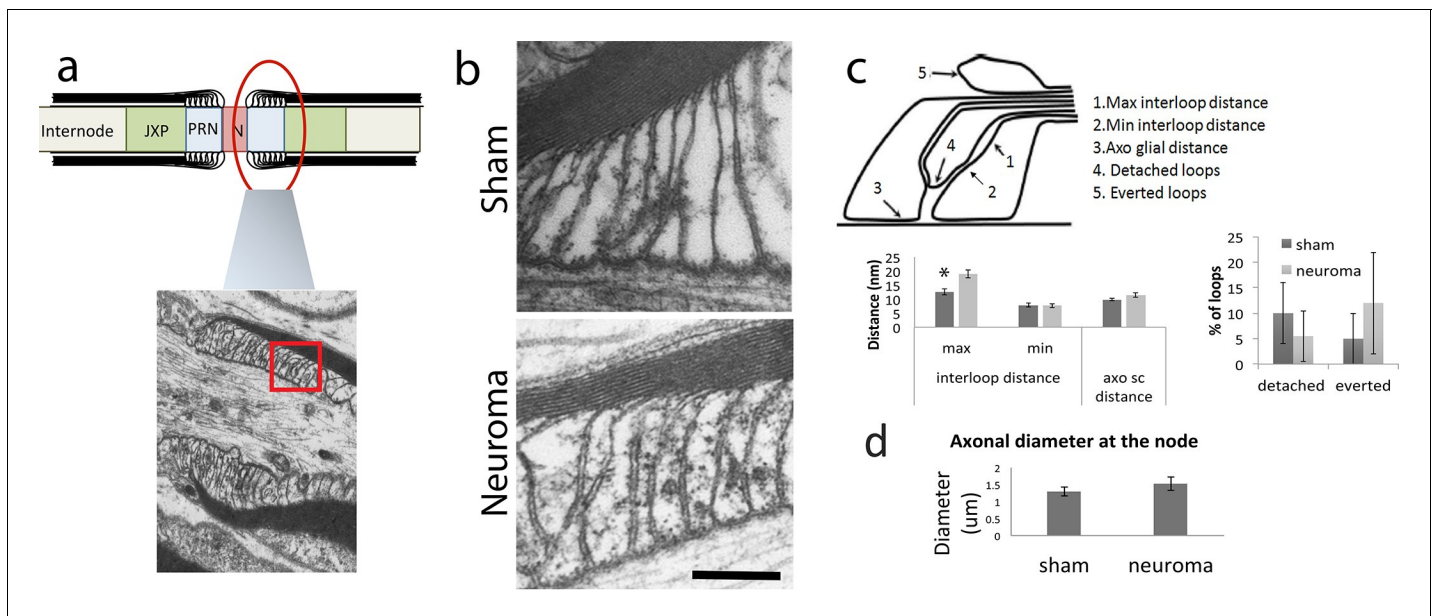 a
Internode
JXP
PRN
N
b
Sham
Neuroma
c
5
4
1
3
2
1.Max interloop distance
2.Min interloop distance
3.Axo glial distance
4. Detached loops
5. Everted loops
Distance (nm)
25
20
15
10
5
0
*
max
min
interloop distance
axo sc
distance
% of loops
25
20
15
10
5
0
sham
neuroma
detached
everted
d
Axonal diameter at the node
Diameter
(um)
2
1.5
1
0.5
0
sham
neuroma